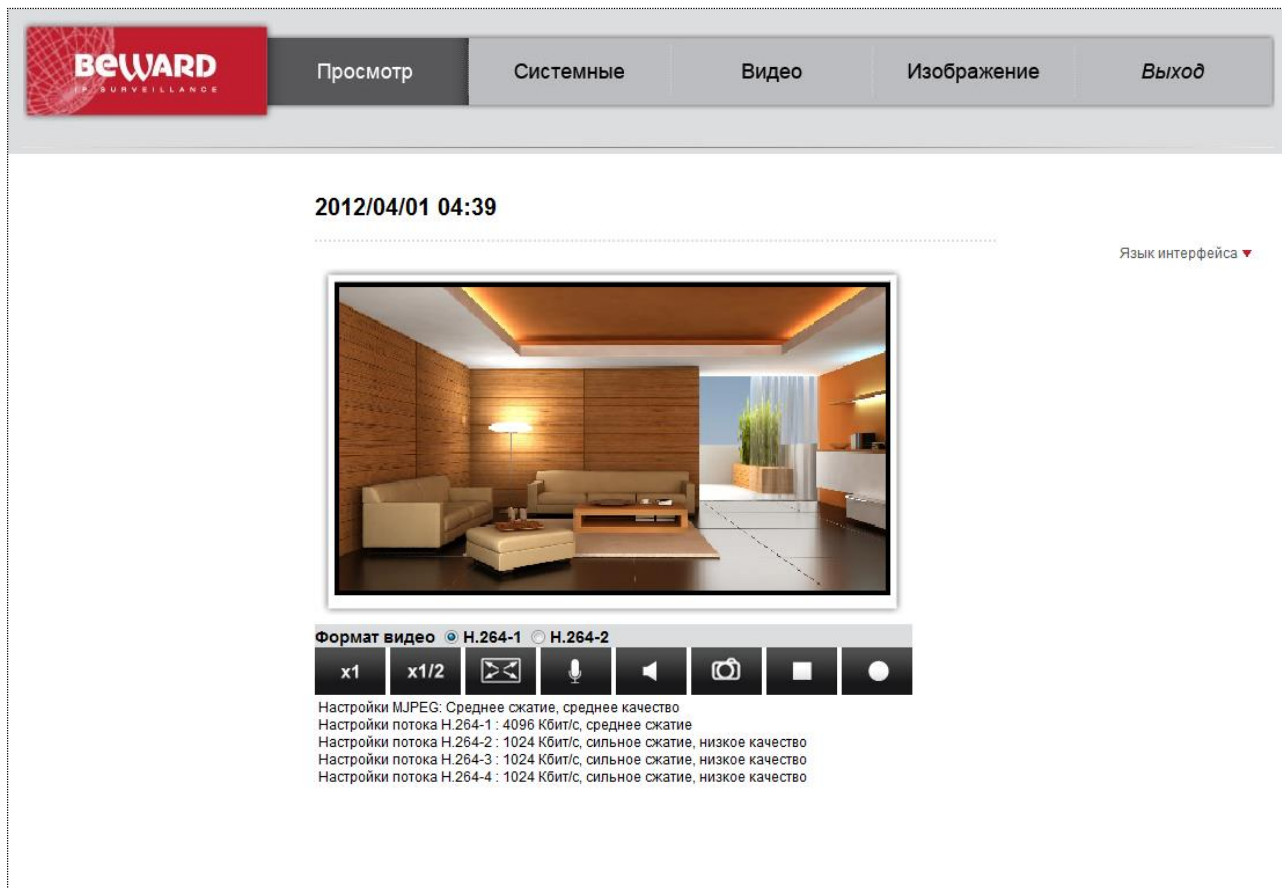 BEWARD
IP SURVEILLANCE
Просмотр
Системные
Видео
Изображение
Выход
2012/04/01 04:39
Язык интерфейса
Формат видео H.264-1 H.264-2
x1
x1/2
Настройки MJPEG: Среднее сжатие, среднее качество
Настройки потока H.264-1 : 4096 Кбит/с, среднее сжатие
Настройки потока H.264-2 : 1024 Кбит/с, сильное сжатие, низкое качество
Настройки потока H.264-3 : 1024 Кбит/с, сильное сжатие, низкое качество
Настройки потока H.264-4 : 1024 Кбит/с, сильное сжатие, низкое качество